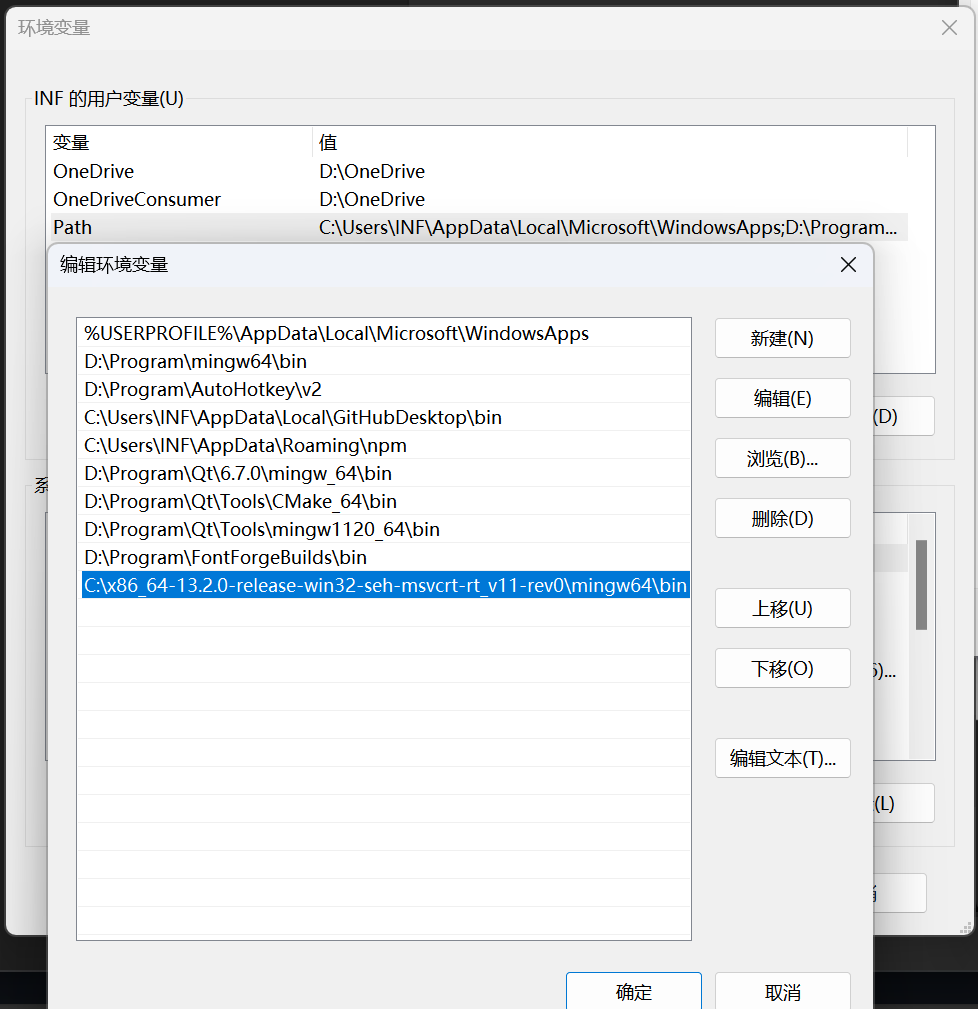 环境变量
INF 的用户变量(U)
变量 值
OneDrive D:\OneDrive
OneDriveConsumer D:\OneDrive
Path C:\Users\INF\AppData\Local\Microsoft\WindowsApps;D:\Program...
编辑环境变量
%USERPROFILE%\AppData\Local\Microsoft\WindowsApps
D:\Program\mingw64\bin
D:\Program\AutoHotkey\v2
C:\Users\INF\AppData\Local\GitHubDesktop\bin
C:\Users\INF\AppData\Roaming\npm
D:\Program\Qt\6.7.0\mingw_64\bin
D:\Program\Qt\Tools\CMake_64\bin
D:\Program\Qt\Tools\mingw1120_64\bin
D:\Program\FontForgeBuilds\bin
C:\x86_64-13.2.0-release-win32-seh-msvcrt-rt_v11-rev0\mingw64\bin
新建(N)
编辑(E)
浏览(B)...
删除(D)
上移(U)
下移(O)
编辑文本(T)...
确定
取消
(D)
系
)...
(L)